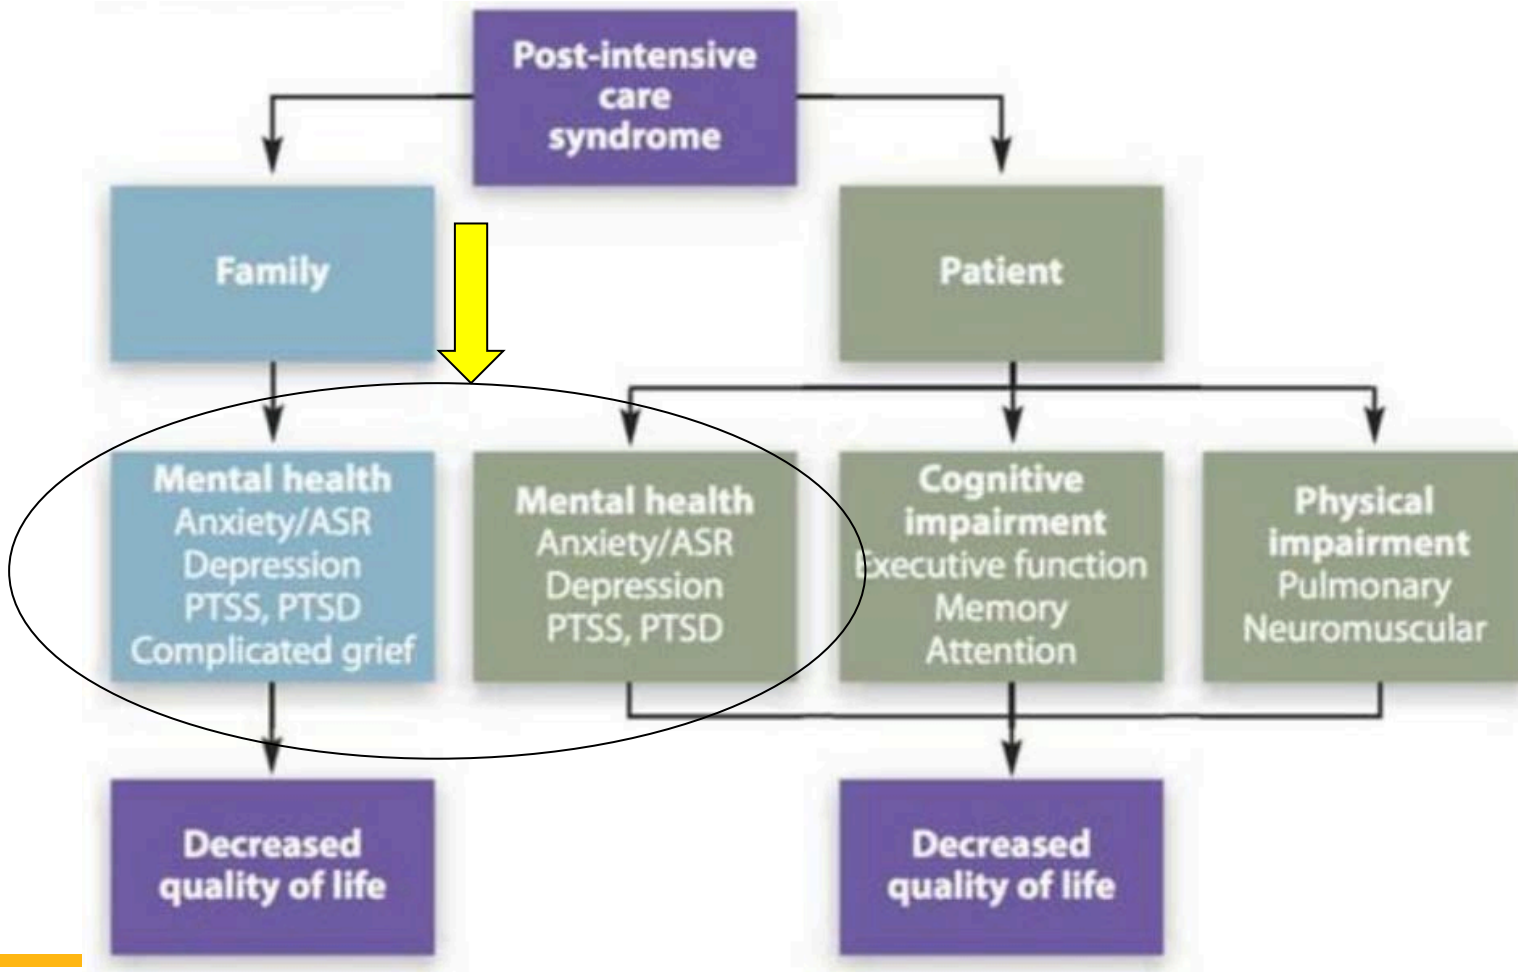 Post-intensive
care
syndrome
Family
Patient
Mental health
Anxiety/ASR
Depression
PTSS, PTSD
Complicated grief
Mental health
Anxiety/ASR
Depression
PTSS, PTSD
Cognitive
impairment
Executive function
Memory
Attention
Physical
impairment
Pulmonary
Neuromuscular
Decreased
quality of life
Decreased
quality of life